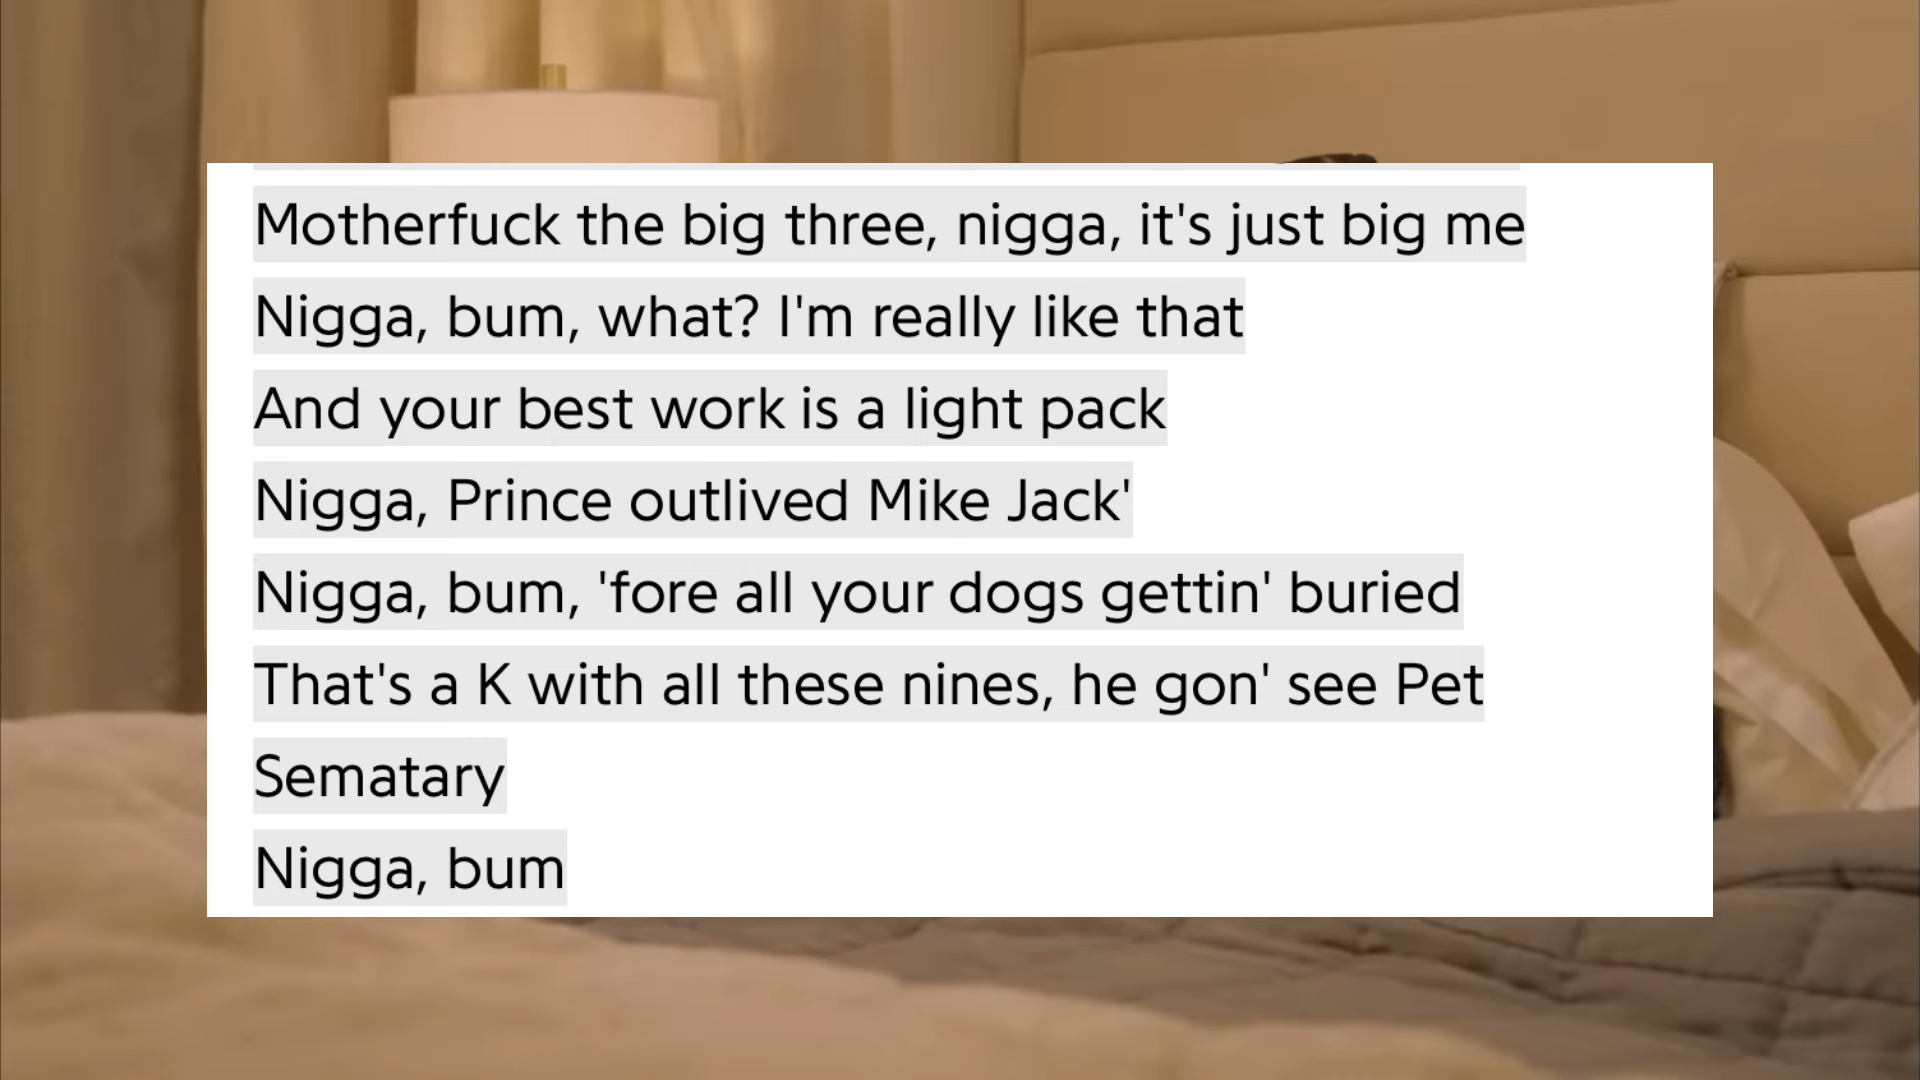 Motherfuck the big three, nigga, it's just big me
Nigga, bum, what? I'm really like that
And your best work is a light pack
Nigga, Prince outlived Mike Jack'
Nigga, bum, 'fore all your dogs gettin' buried
That's a K with all these nines, he gon' see Pet
Sematary
Nigga, bum